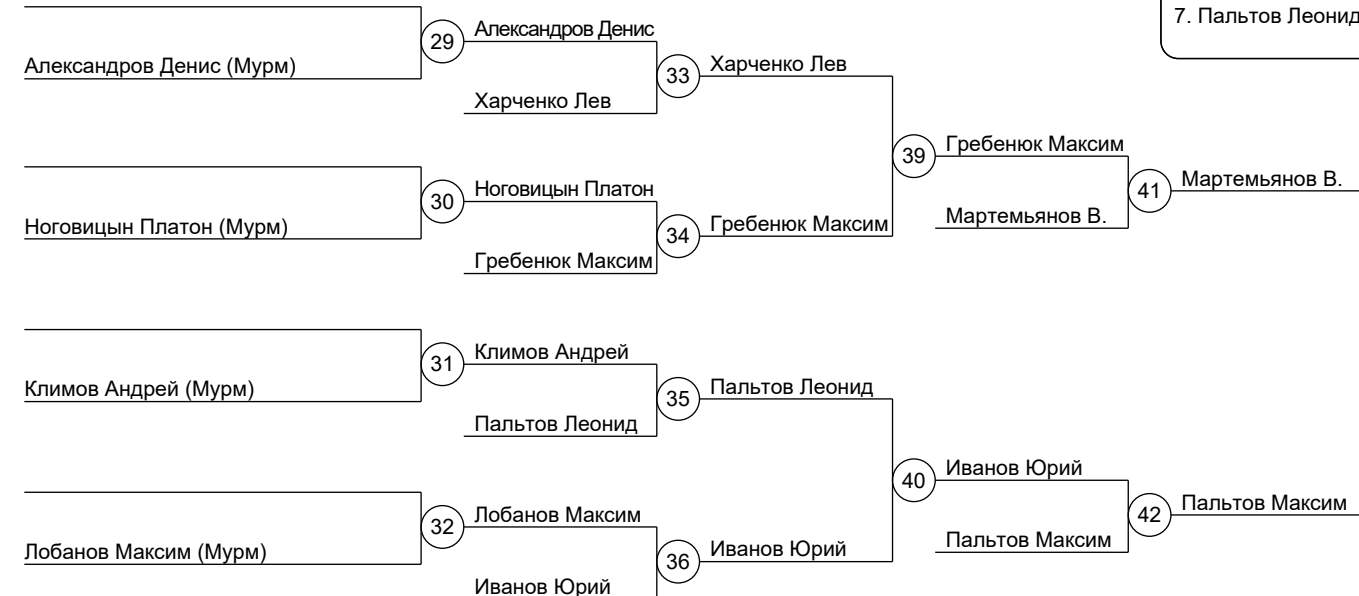 7. Пальтов Леонид
29
Александров Денис
Александров Денис (Мурм)
33
Харченко Лев
Харченко Лев
39
Гребенюк Максим
30
Ноговицын Платон
41
Мартемьянов В.
Ноговицын Платон (Мурм)
34
Гребенюк Максим
Мартемьянов В.
Гребенюк Максим
31
Климов Андрей
Климов Андрей (Мурм)
35
Пальтов Леонид
Пальтов Леонид
40
Иванов Юрий
32
Лобанов Максим
42
Пальтов Максим
Лобанов Максим (Мурм)
36
Иванов Юрий
Пальтов Максим
Иванов Юрий